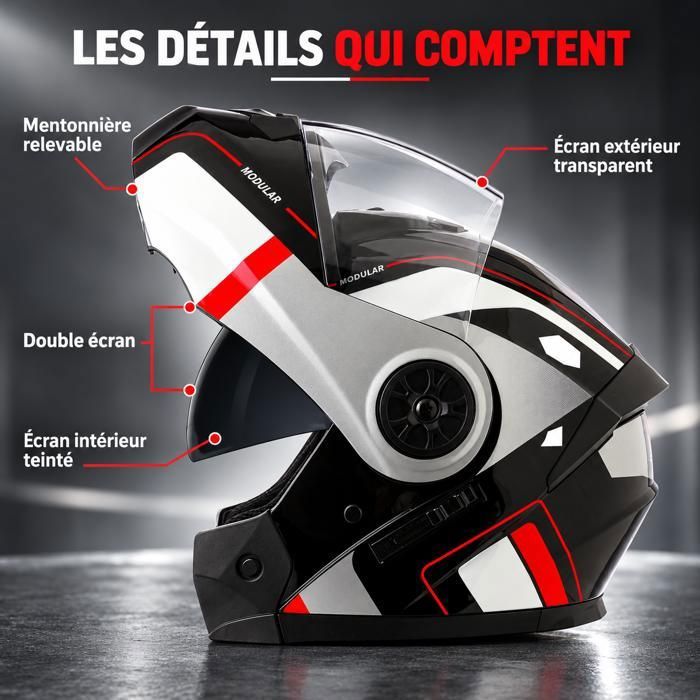 LES DÉTAILS QUI COMPTENT
Mentonnière
relevable
Écran extérieur
transparent
MODULAR
MODULAR
Double écran
Écran intérieur
teinté